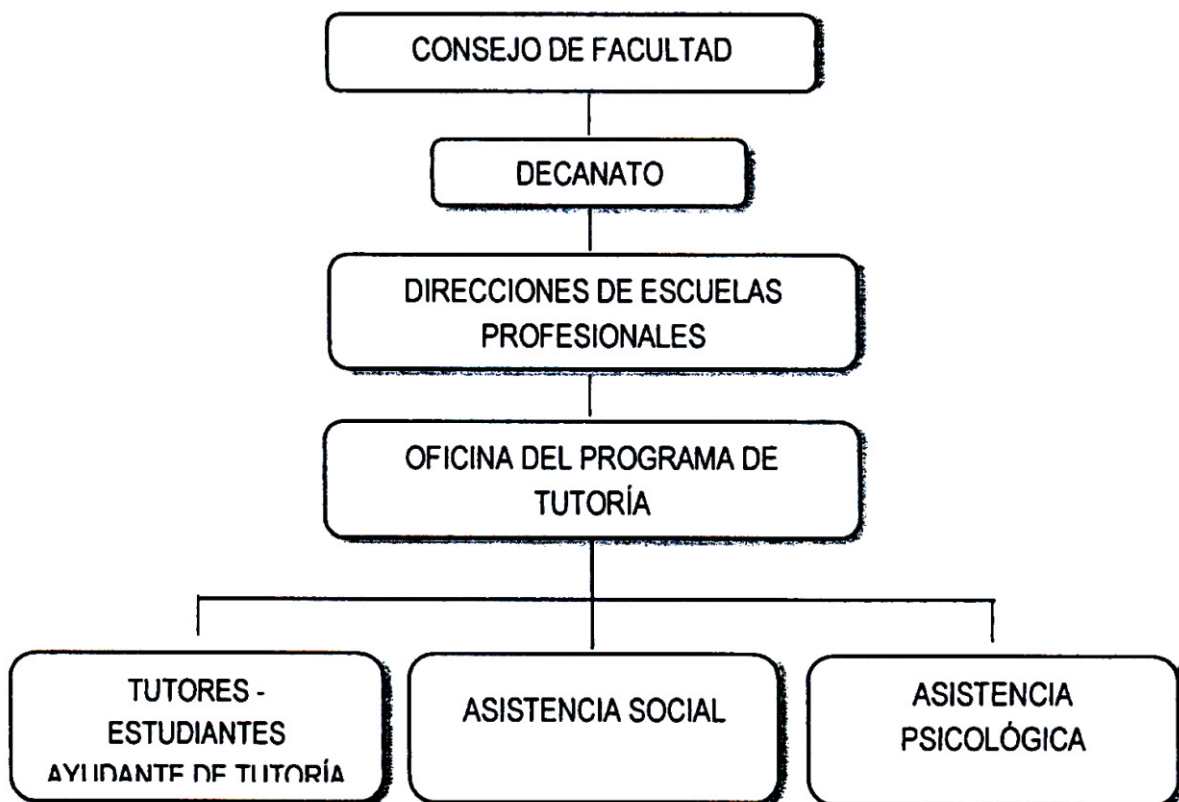 CONSEJO DE FACULTAD
DECANATO
DIRECCIONES DE ESCUELAS
PROFESIONALES
OFICINA DEL PROGRAMA DE
TUTORÍA
TUTORES -
ESTUDIANTES
AYUDANTE DE TUTORÍA
ASISTENCIA SOCIAL
ASISTENCIA
PSICOLÓGICA